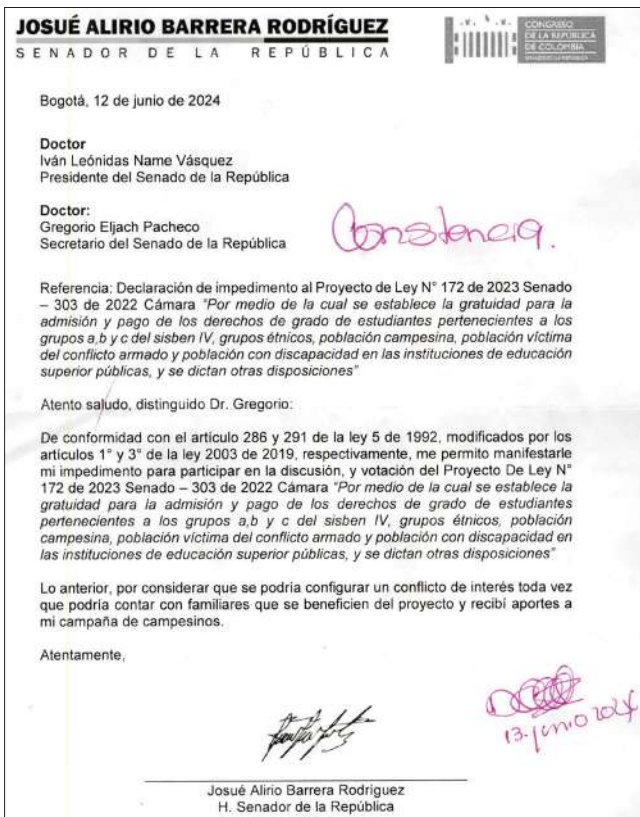 JOSUÉ ALIRIO BARRERA RODRÍGUEZ
SENADOR DE LA REPÚBLICA
CONGRESO
DE LA REPÚBLICA
DE COLOMBIA
Bogotá, 12 de junio de 2024
Doctor
Iván Leónidas Name Vásquez
Presidente del Senado de la República
Doctor:
Gregorio Eljach Pacheco
Secretario del Senado de la República
Constancia.
Referencia: Declaración de impedimento al Proyecto de Ley N° 172 de 2023 Senado
– 303 de 2022 Cámara "Por medio de la cual se establece la gratuidad para la
admisión y pago de los derechos de grado de estudiantes pertenecientes a los
grupos a,b y c del sisben IV, grupos étnicos, población campesina, población víctima
del conflicto armado y población con discapacidad en las instituciones de educación
superior públicas, y se dictan otras disposiciones"
Atento saludo, distinguido Dr. Gregorio:
De conformidad con el artículo 286 y 291 de la ley 5 de 1992, modificados por los
artículos 1° y 3° de la ley 2003 de 2019, respectivamente, me permito manifestarle
mi impedimento para participar en la discusión, y votación del Proyecto De Ley N°
172 de 2023 Senado – 303 de 2022 Cámara "Por medio de la cual se establece la
gratuidad para la admisión y pago de los derechos de grado de estudiantes
pertenecientes a los grupos a,b y c del sisben IV, grupos étnicos, población
campesina, población víctima del conflicto armado y población con discapacidad en
las instituciones de educación superior públicas, y se dictan otras disposiciones"
Lo anterior, por considerar que se podría configurar un conflicto de interés toda vez
que podría contar con familiares que se beneficien del proyecto y recibí aportes a
mi campaña de campesinos.
Atentamente,
13. junio 2024
Josué Alirio Barrera Rodríguez
H. Senador de la República